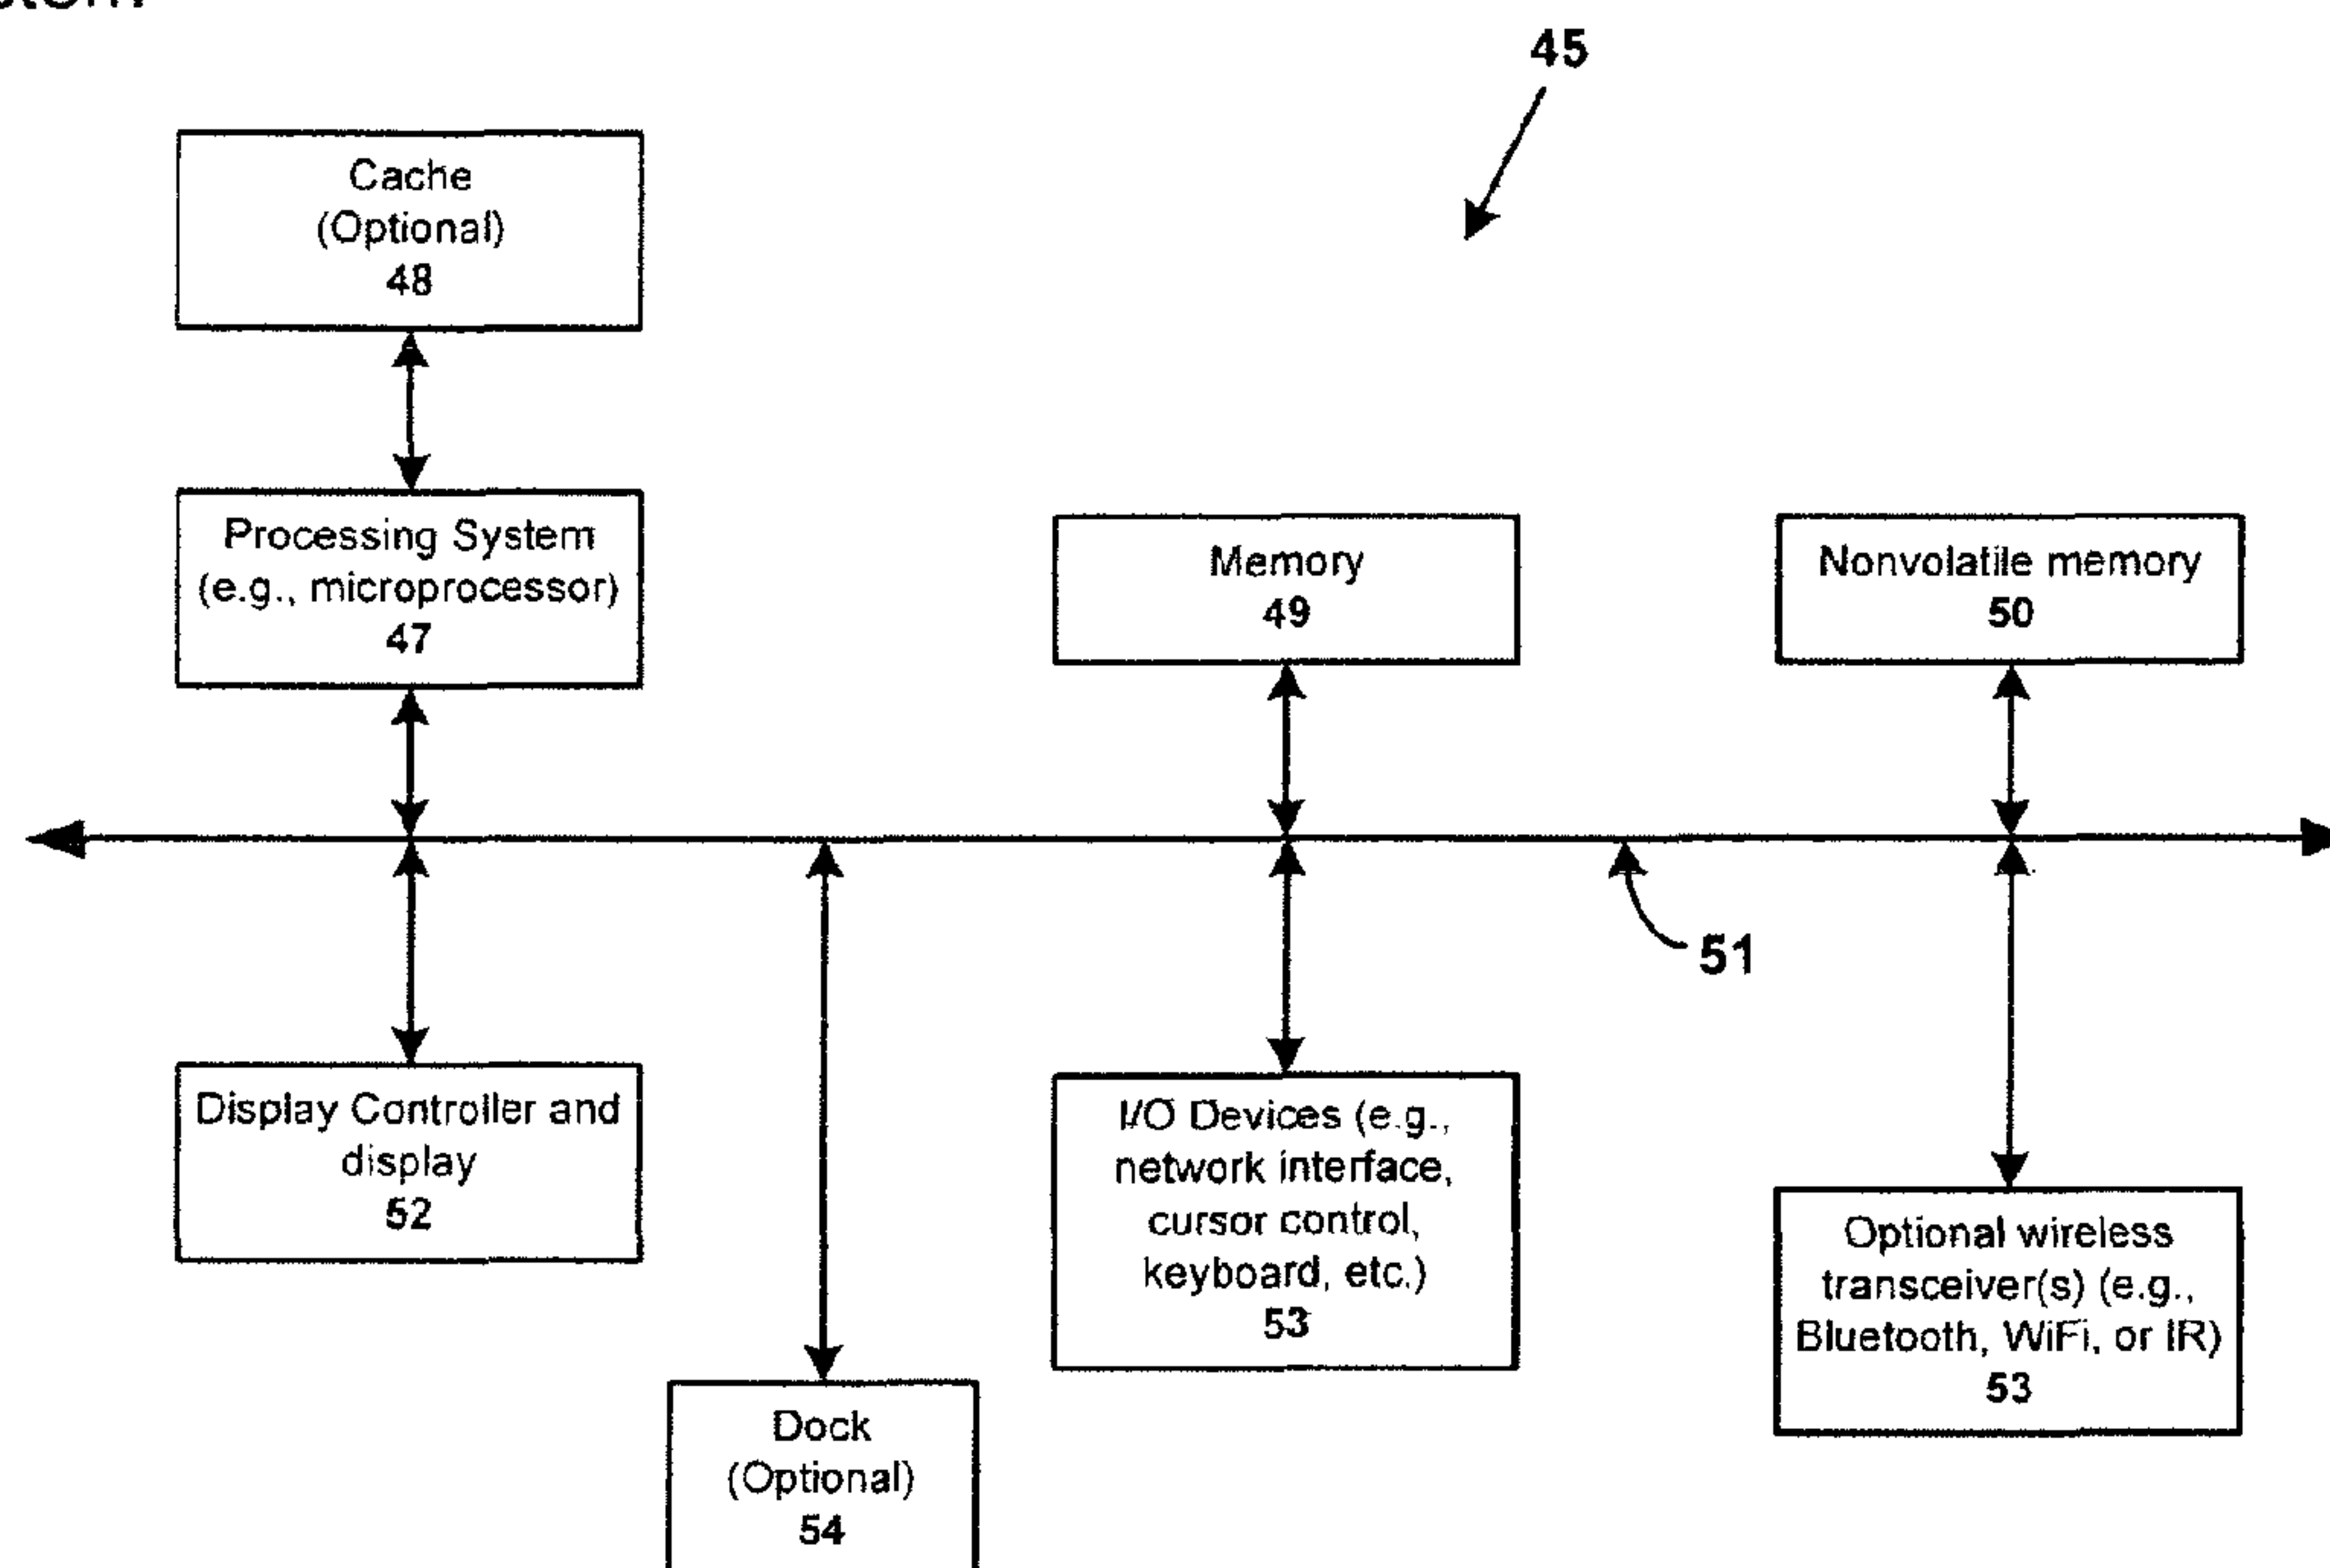 45
Cache
(Optional)
48
Processing System
(e.g., microprocessor)
47
Memory
49
Nonvolatile memory
50
51
Display Controller and
display
52
I/O Devices (e.g.,
network interface,
cursor control,
keyboard, etc.)
53
Optional wireless
transceiver(s) (e.g.,
Bluetooth, WiFi, or IR)
53
Dock
(Optional)
54